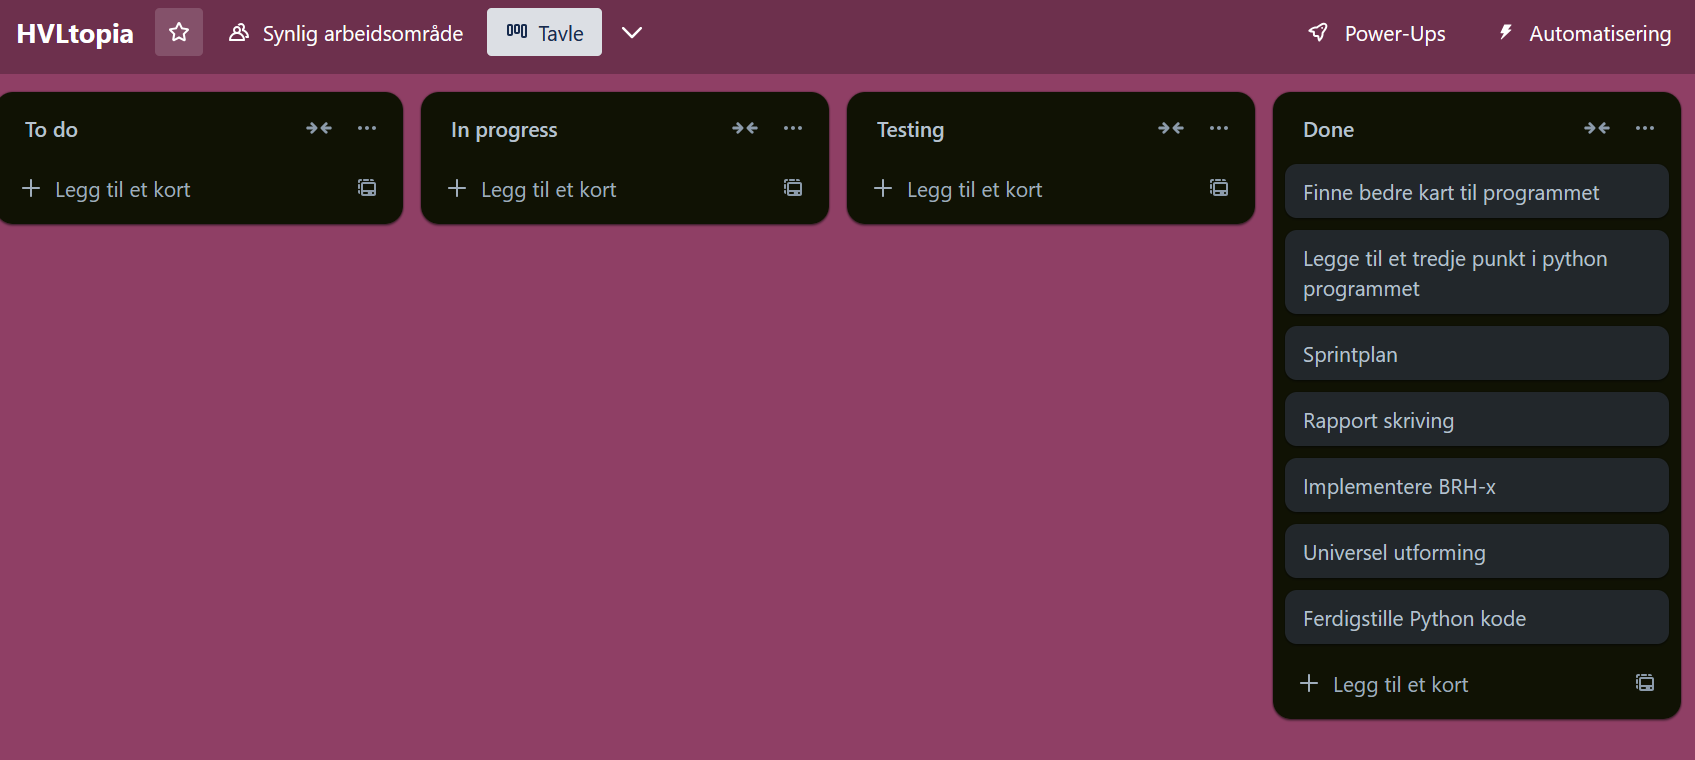 HVLtopia
Synlig arbeidsområde
Tavle
Power-Ups
Automatisering
To do
Legg til et kort
In progress
Legg til et kort
Testing
Legg til et kort
Done
Finne bedre kart til programmet
Legge til et tredje punkt i python
programmet
Sprintplan
Rapport skriving
Implementere BRH-x
Universel utforming
Ferdigstille Python kode
Legg til et kort